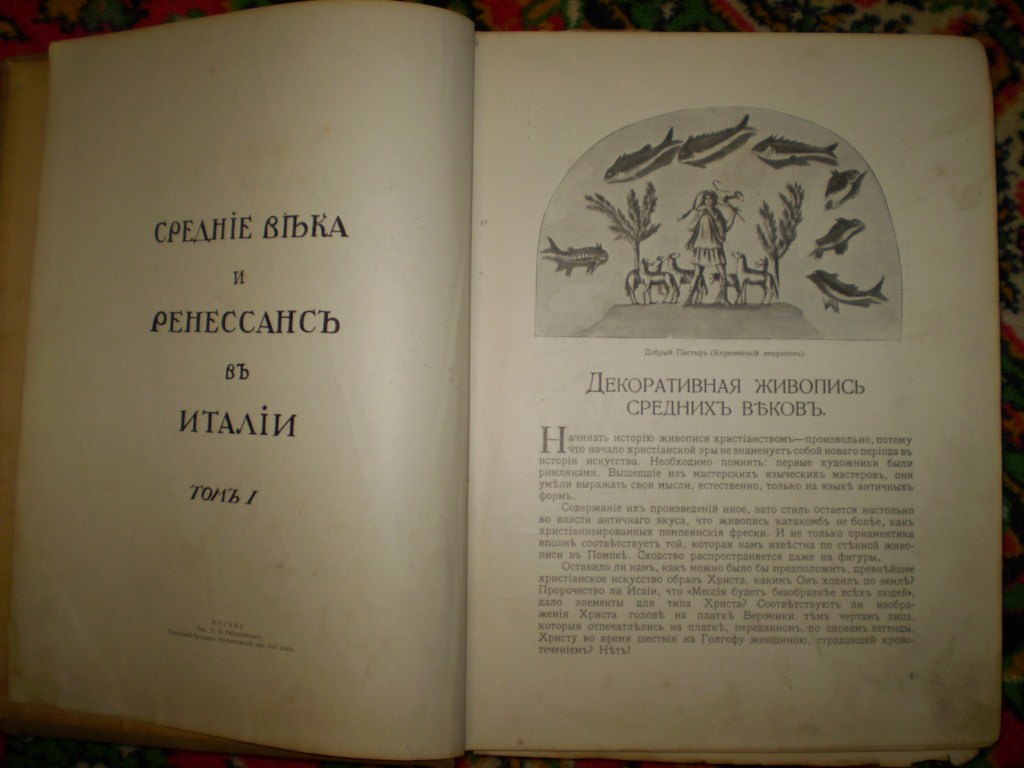 СРЕДНІЕ ВѢКА
И
РЕНЕССАНСЪ
ВЪ
ИТАЛІИ
ТОМЪ I
МОСКВА
Добрый Пастырь
ДЕКОРАТИВНАЯ ЖИВОПИСЬ
СРЕДНИХЪ ВѢКОВЪ.
Начинать исторію живописи христіанствомъ—произвольно, потому
что начало христіанской эры не знаменуетъ собой новаго періода въ
исторіи искусства. Необходимо помнить: первые художники были
римлянами. Вышедшіе изъ мастерскихъ языческихъ мастеровъ, они
умѣли выражать свои мысли, естественно, только на языкѣ античныхъ
формъ.
Содержаніе ихъ произведеній иное, зато стиль остается настолько
во власти античнаго вкуса, что живопись катакомбъ не болѣе, какъ
христіанизированныя помпеянскія фрески. И не только орнаментика
вполнѣ соотвѣтствуетъ той, которая намъ извѣстна по стѣнной живо-
писи въ Помпеѣ. Сходство распространяется даже на фигуры.
Оставило ли намъ, какъ можно было бы предположить, древнѣйшее
христіанское искусство образъ Христа, какимъ Онъ ходилъ по землѣ?
Пророчество ли Исаіи, что «Мессія будетъ безобразнѣе всѣхъ людей»,
дало элементы для типа Христа? Соотвѣтствуютъ ли изобра-
женія Христа головѣ на платкѣ Вероники, тѣмъ чертамъ лица,
которыя отпечатлѣлись на платкѣ, переданномъ, по словамъ легенды,
Христу во время шествія на Голгоѳу женщиною, страдавшей крово-
теченіемъ? Нѣтъ!